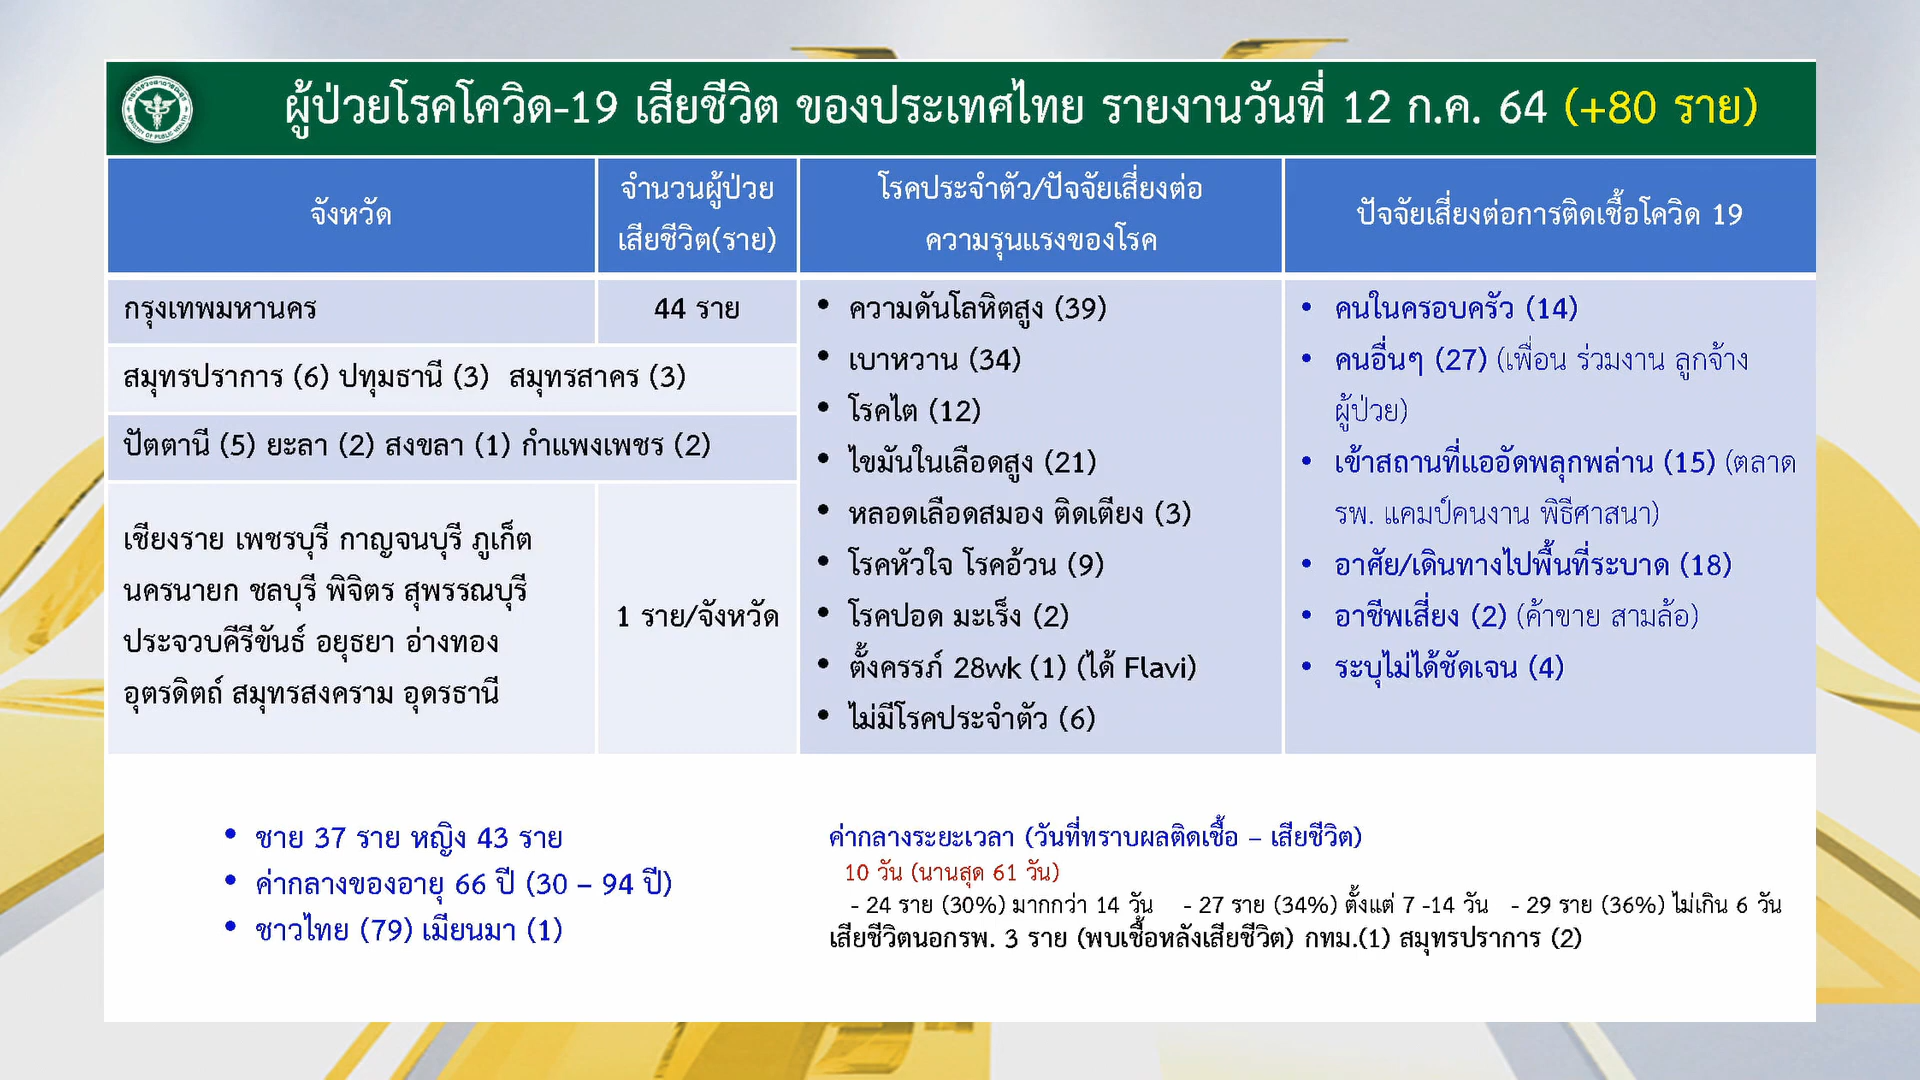 ผู้ป่วยโรคโควิด-19 เสียชีวิต ของประเทศไทย รายงานวันที่ 12 ก.ค. 64 (+80 ราย)
จังหวัด
จำนวนผู้ป่วย
เสียชีวิต(ราย)
โรคประจำตัว/ปัจจัยเสี่ยงต่อ
ความรุนแรงของโรค
ปัจจัยเสี่ยงต่อการติดเชื้อโควิด 19
กรุงเทพมหานคร
44 ราย
สมุทรปราการ (6) ปทุมธานี (3) สมุทรสาคร (3)
ปัตตานี (5) ยะลา (2) สงขลา (1) กำแพงเพชร (2)
เชียงราย เพชรบุรี กาญจนบุรี ภูเก็ต
นครนายก ชลบุรี พิจิตร สุพรรณบุรี
ประจวบคีรีขันธ์ อยุธยา อ่างทอง
อุตรดิตถ์ สมุทรสงคราม อุดรธานี
1 ราย/จังหวัด
• ความดันโลหิตสูง (39)
• เบาหวาน (34)
• โรคไต (12)
• ไขมันในเลือดสูง (21)
• หลอดเลือดสมอง ติดเตียง (3)
• โรคหัวใจ โรคอ้วน (9)
• โรคปอด มะเร็ง (2)
• ตั้งครรภ์ 28wk (1) (ได้ Flavi)
• ไม่มีโรคประจำตัว (6)
• คนในครอบครัว (14)
• คนอื่นๆ (27) (เพื่อน ร่วมงาน ลูกจ้าง
ผู้ป่วย)
• เข้าสถานที่แออัดพลุกพล่าน (15) (ตลาด
รพ. แคมป์คนงาน พิธีศาสนา)
• อาศัย/เดินทางไปพื้นที่ระบาด (18)
• อาชีพเสี่ยง (2) (ค้าขาย สามล้อ)
• ระบุไม่ได้ชัดเจน (4)
• ชาย 37 ราย หญิง 43 ราย
• ค่ากลางของอายุ 66 ปี (30 – 94 ปี)
• ชาวไทย (79) เมียนมา (1)
ค่ากลางระยะเวลา (วันที่ทราบผลติดเชื้อ – เสียชีวิต)
10 วัน (นานสุด 61 วัน)
- 24 ราย (30%) มากกว่า 14 วัน - 27 ราย (34%) ตั้งแต่ 7 -14 วัน - 29 ราย (36%) ไม่เกิน 6 วัน
เสียชีวิตนอกรพ. 3 ราย (พบเชื้อหลังเสียชีวิต) กทม.(1) สมุทรปราการ (2)